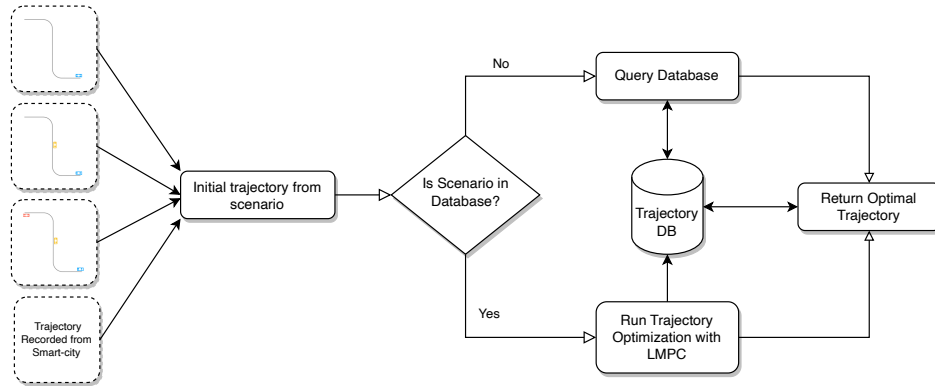 No
Query Database
Initial trajectory from
scenario
Is Scenario in
Database?
Trajectory
DB
Return Optimal
Trajectory
Trajectory
Recorded from
Smart-city
Yes
Run Trajectory
Optimization with
LMPC